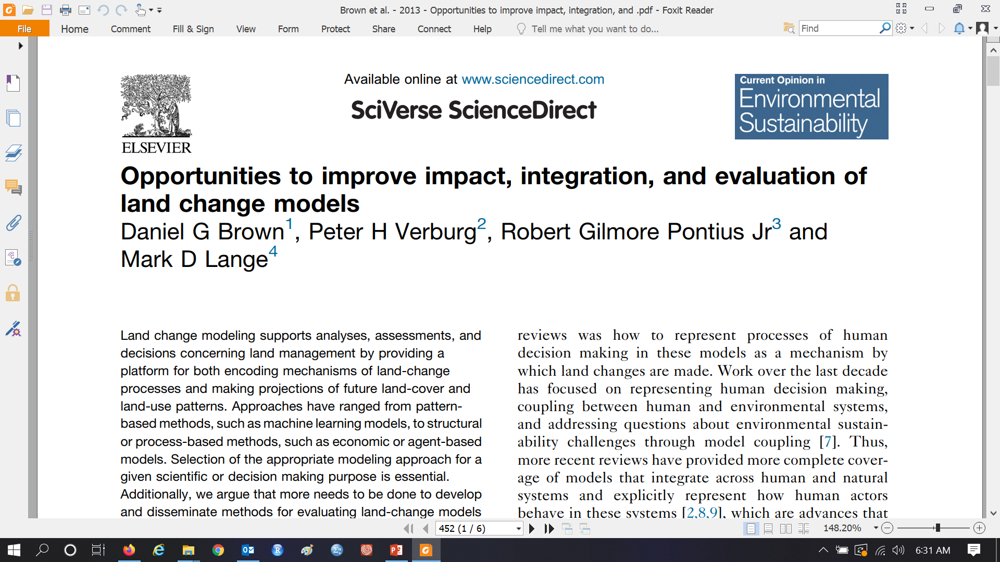 Brown et al. - 2013 - Opportunities to improve impact, integration, and .pdf - Foxit Reader
File Home Comment Fill & Sign View Form Protect Share Connect Help Tell me what you want to do... Find
ELSEVIER
Available online at www.sciencedirect.com
SciVerse ScienceDirect
Current Opinion in
Environmental
Sustainability
Opportunities to improve impact, integration, and evaluation of
land change models
Daniel G Brown1, Peter H Verburg2, Robert Gilmore Pontius Jr3 and
Mark D Lange4
Land change modeling supports analyses, assessments, and
decisions concerning land management by providing a
platform for both encoding mechanisms of land-change
processes and making projections of future land-cover and
land-use patterns. Approaches have ranged from pattern-
based methods, such as machine learning models, to structural
or process-based methods, such as economic or agent-based
models. Selection of the appropriate modeling approach for a
given scientific or decision making purpose is essential.
Additionally, we argue that more needs to be done to develop
and disseminate methods for evaluating land-change models
reviews was how to represent processes of human
decision making in these models as a mechanism by
which land changes are made. Work over the last decade
has focused on representing human decision making,
coupling between human and environmental systems,
and addressing questions about environmental sustain-
ability challenges through model coupling [7]. Thus,
more recent reviews have provided more complete cover-
age of models that integrate across human and natural
systems and explicitly represent how human actors
behave in these systems [2,8,9], which are advances that
452 (1 / 6)
148.20%
6:31 AM